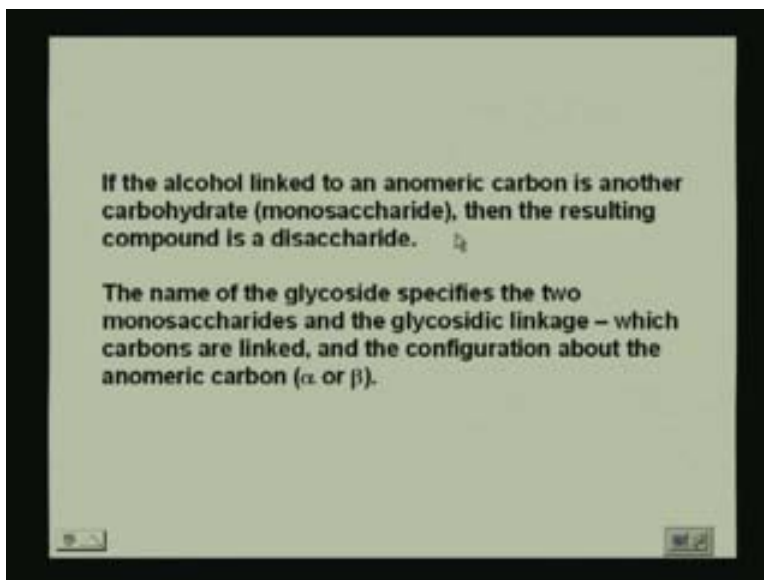 If the alcohol linked to an anomeric carbon is another
carbohydrate (monosaccharide), then the resulting
compound is a disaccharide.
The name of the glycoside specifies the two
monosaccharides and the glycosidic linkage – which
carbons are linked, and the configuration about the
anomeric carbon (α or β).